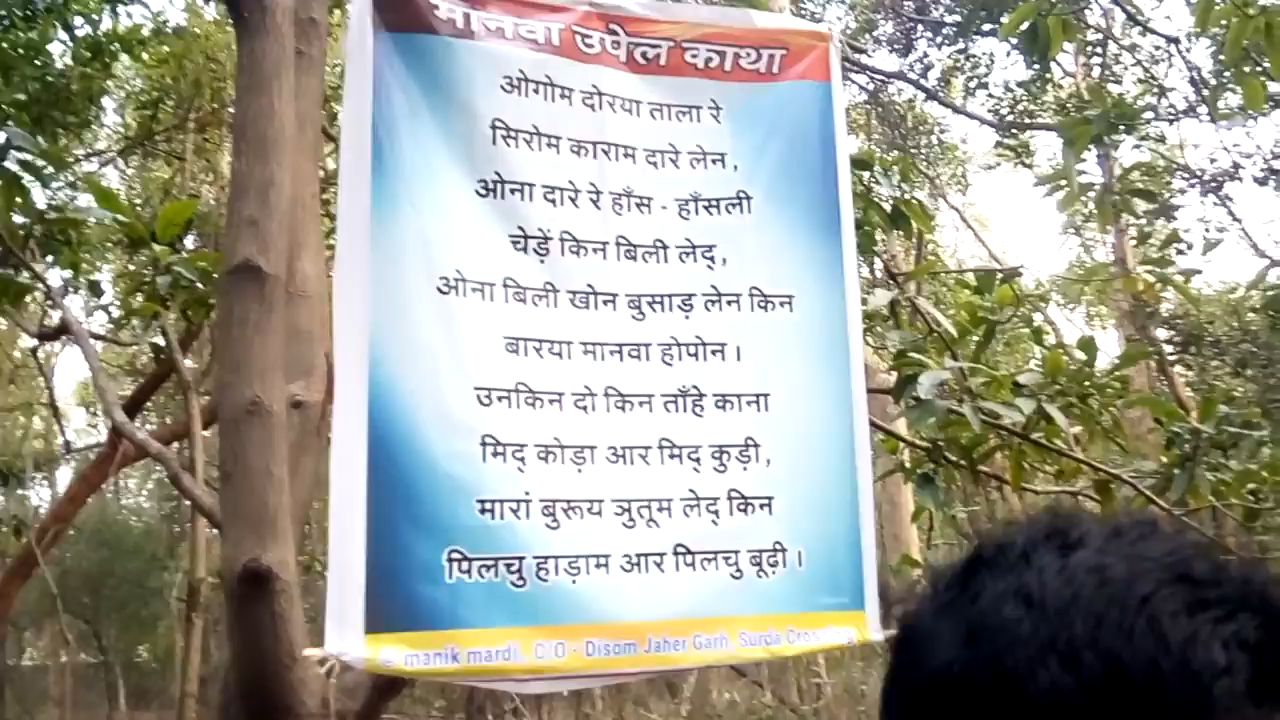 मानवा उपेल काथा
ओगोम दोरया ताला रे
सिरोम काराम दारे लेन,
ओना दारे रे हाँस - हाँसली
चेड़ें किन बिली लेद्,
ओना बिली खोन बुसाड़ लेन किन
बारया मानवा होपोन।
उनकिन दो किन ताँहे काना
मिद् कोड़ा आर मिद् कुड़ी,
मारां बुरूय ञुतूम लेद् किन
पिलचु हाड़ाम आर पिलचु बूढ़ी।
manik mardi, C/O - Disom Jaher Garh, Surda